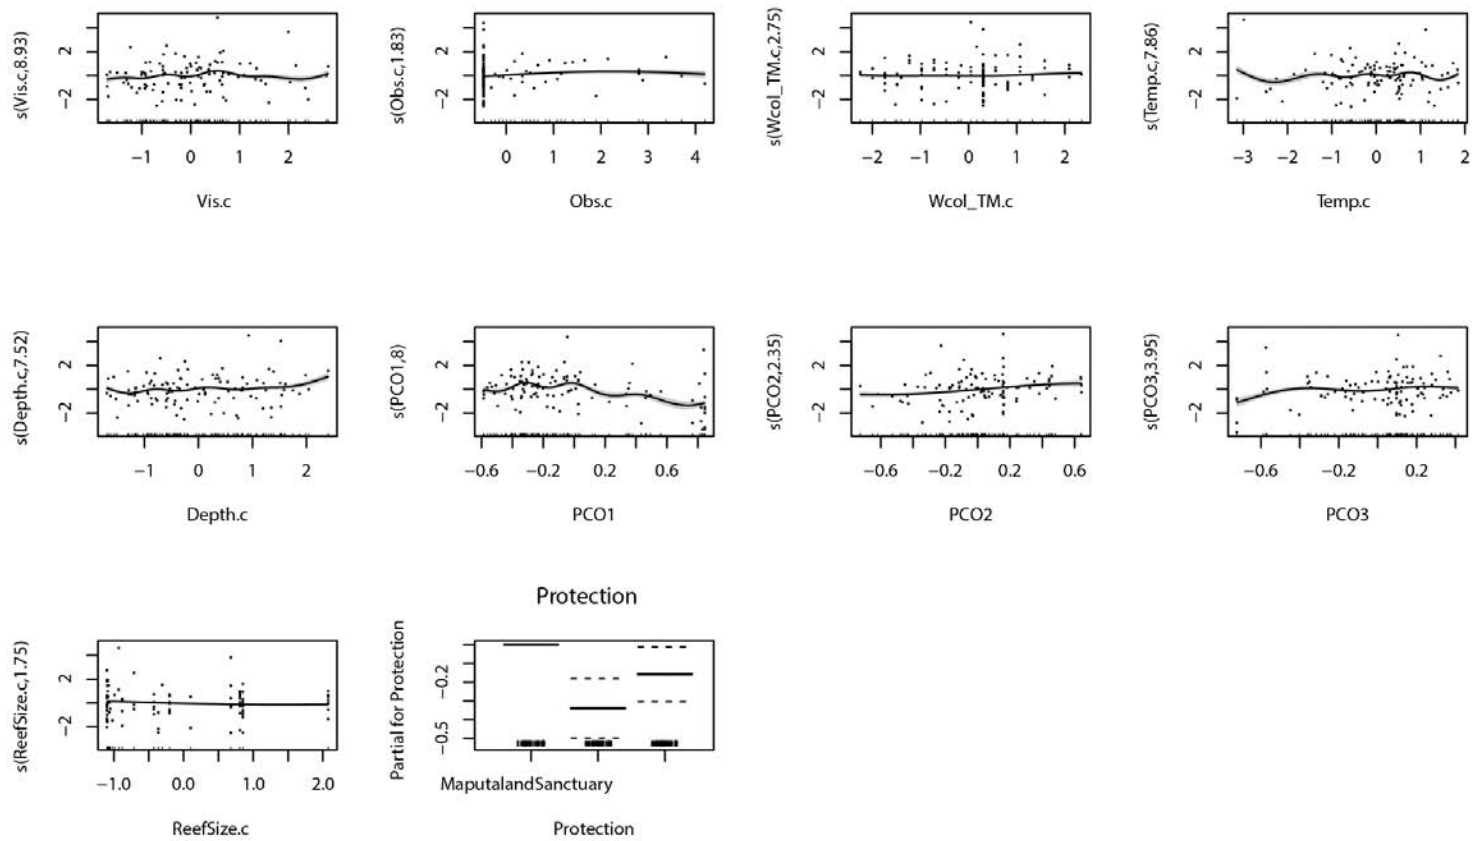 s(Vis.c,8.93)
2
−2
−1 0 1 2
Vis.c
s(Obs.c,1.83)
2
−2
0 1 2 3 4
Obs.c
s(Wcol_TM.c,2.75)
2
−2
−2 −1 0 1 2
Wcol_TM.c
s(Temp.c,7.86)
2
−2
−3 −2 −1 0 1 2
Temp.c
s(Depth.c,7.52)
2
−2
−1 0 1 2
Depth.c
s(PCO1,8)
2
−2
−0.6 −0.2 0.2 0.6
PCO1
s(PCO2,2.35)
2
−2
−0.6 −0.2 0.2 0.6
PCO2
s(PCO3,3.95)
2
−2
−0.6 −0.2 0.2
PCO3
s(ReefSize.c,1.75)
2
−2
−1.0 0.0 1.0 2.0
ReefSize.c
Protection
Partial for Protection
−0.2
−0.5
MaputalandSanctuary
Protection